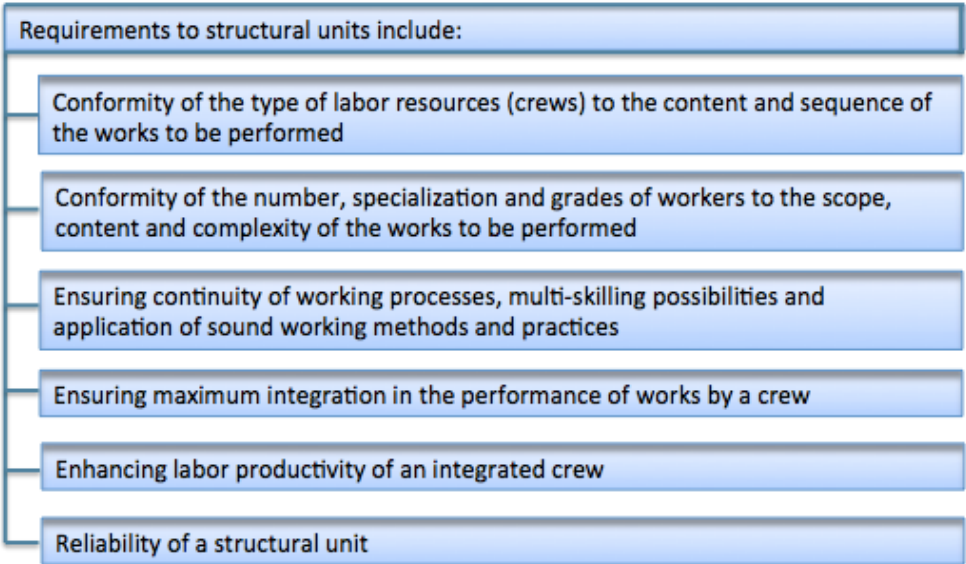 Requirements to structural units include:
Conformity of the type of labor resources (crews) to the content and sequence of
the works to be performed
Conformity of the number, specialization and grades of workers to the scope,
content and complexity of the works to be performed
Ensuring continuity of working processes, multi-skilling possibilities and
application of sound working methods and practices
Ensuring maximum integration in the performance of works by a crew
Enhancing labor productivity of an integrated crew
Reliability of a structural unit